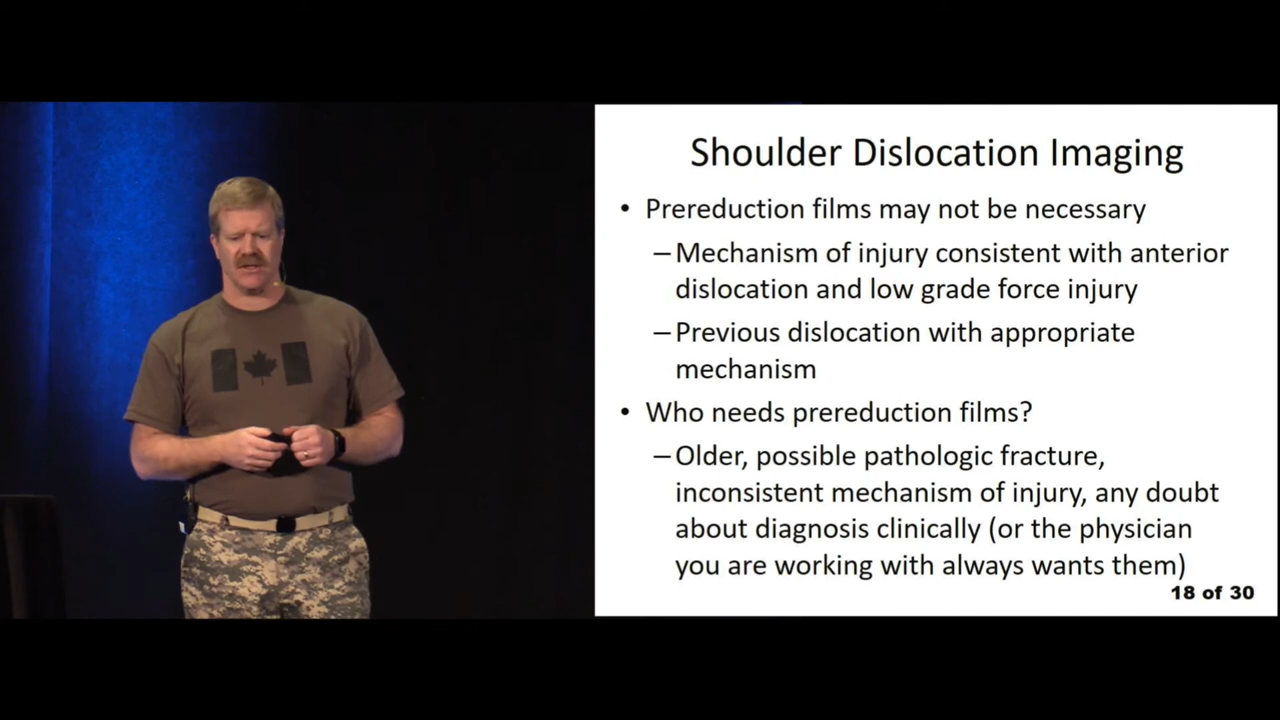 Shoulder Dislocation Imaging
• Prereduction films may not be necessary
– Mechanism of injury consistent with anterior
dislocation and low grade force injury
– Previous dislocation with appropriate
mechanism
• Who needs prereduction films?
– Older, possible pathologic fracture,
inconsistent mechanism of injury, any doubt
about diagnosis clinically (or the physician
you are working with always wants them)
18 of 30